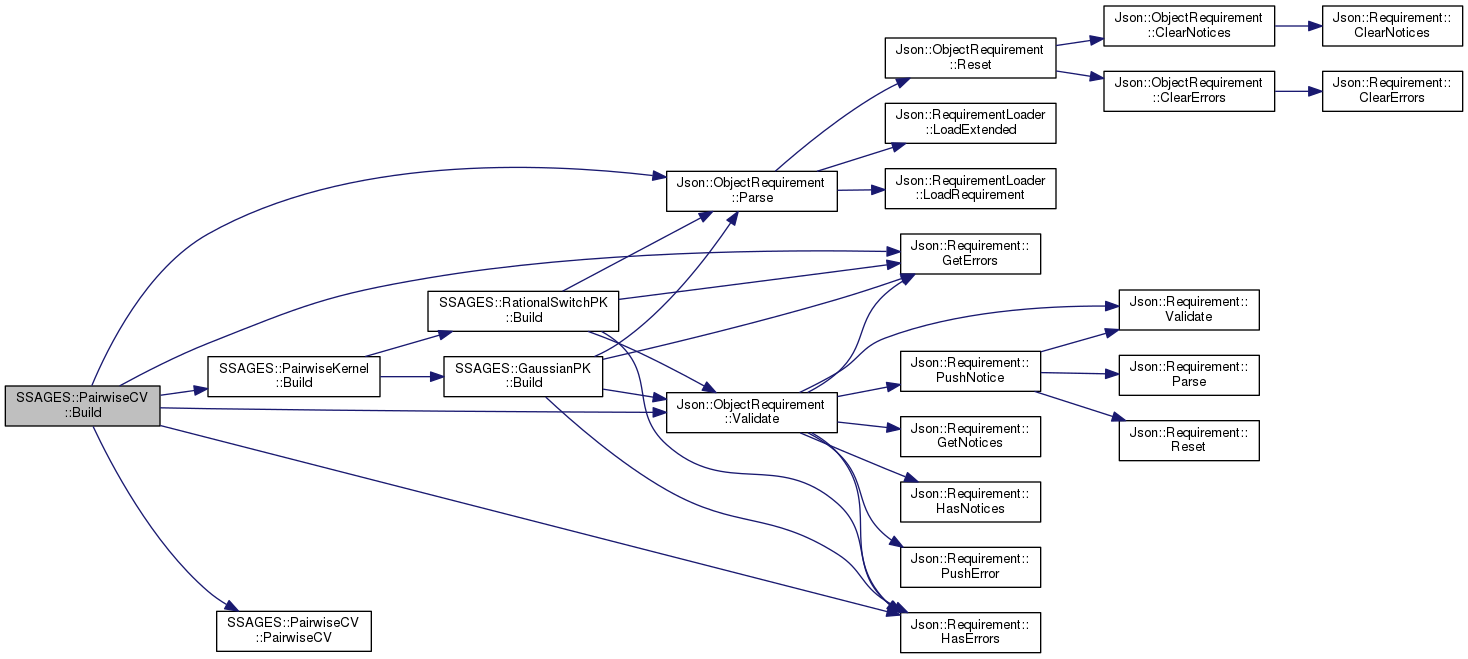 SSAGES::PairwiseCV
::Build
SSAGES::PairwiseKernel
::Build
SSAGES::PairwiseCV
::PairwiseCV
SSAGES::RationalSwitchPK
::Build
SSAGES::GaussianPK
::Build
Json::ObjectRequirement
::Parse
Json::ObjectRequirement
::Validate
Json::ObjectRequirement
::Reset
Json::RequirementLoader
::LoadExtended
Json::RequirementLoader
::LoadRequirement
Json::Requirement::
GetErrors
Json::Requirement::
PushNotice
Json::Requirement::
GetNotices
Json::Requirement::
HasNotices
Json::Requirement::
PushError
Json::Requirement::
HasErrors
Json::ObjectRequirement
::ClearNotices
Json::ObjectRequirement
::ClearErrors
Json::Requirement::
Validate
Json::Requirement::
Parse
Json::Requirement::
Reset
Json::Requirement::
ClearNotices
Json::Requirement::
ClearErrors